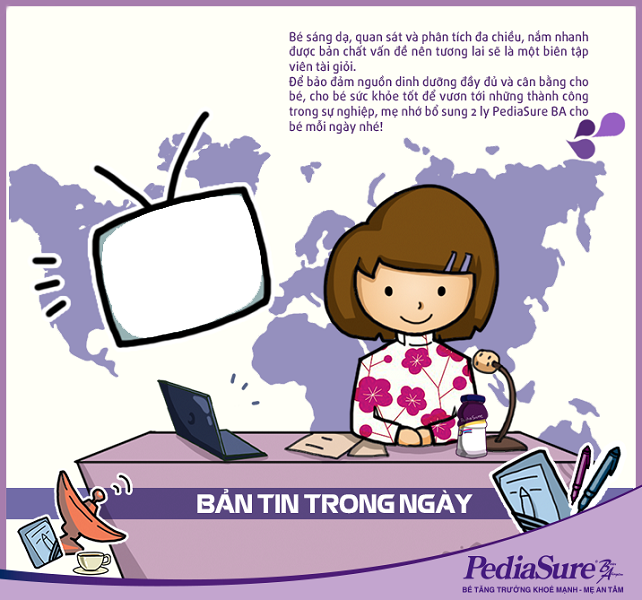 Bé sáng dạ, quan sát và phân tích đa chiều, nắm nhanh
được bản chất vấn đề nên tương lai sẽ là một biên tập
viên tài giỏi.
Để bảo đảm nguồn dinh dưỡng đầy đủ và cân bằng cho
bé, cho bé sức khỏe tốt để vươn tới những thành công
trong sự nghiệp, mẹ nhớ bổ sung 2 ly PediaSure BA cho
bé mỗi ngày nhé!
BẢN TIN TRONG NGÀY
PediaSure
BÉ TĂNG TRƯỞNG KHOẺ MẠNH - MẸ AN TÂM